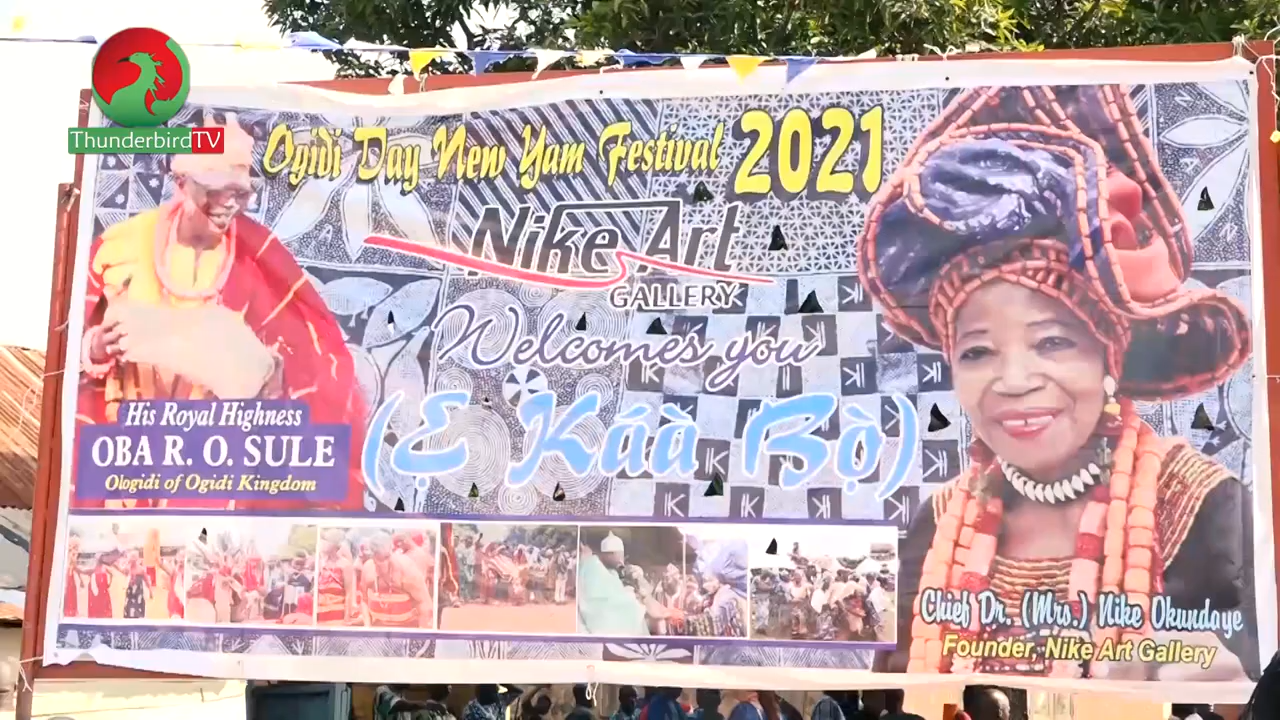 ThunderbirdTV
Ogidi Day New Yam Festival 2021
Nike Art
GALLERY
Welcomes you
(Ẹ Káà Bọ̀)
His Royal Highness
OBA R. O. SULE
Ologidi of Ogidi Kingdom
Chief Dr. (Mrs.) Nike Okundaye
Founder, Nike Art Gallery